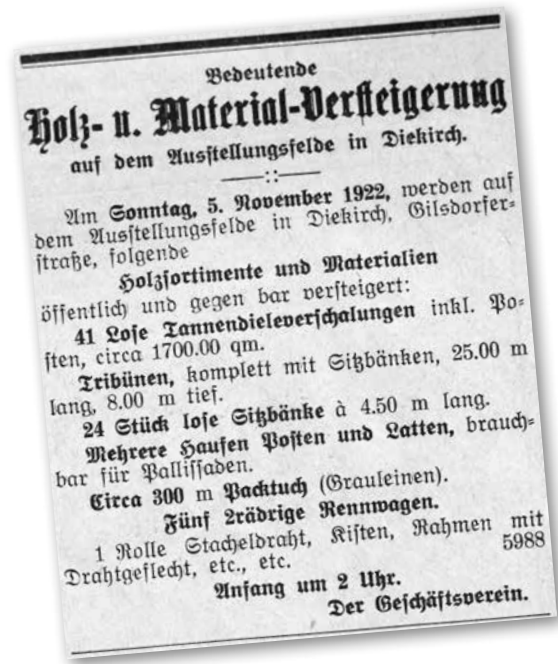 Bedeutende
Holz- u. Material-Versteigerung
auf dem Ausstellungsfelde in Diekirch.
—::—
Am Sonntag, 5. November 1922, werden auf
dem Ausstellungsfelde in Diekirch, Gilsdorfer=
straße, folgende
Holzsortimente und Materialien
öffentlich und gegen bar versteigert:
41 Lose Tannendieleverschalungen inkl. Po=
sten, circa 1700.00 qm.
Tribünen, komplett mit Sitzbänken, 25.00 m
lang, 8.00 m tief.
24 Stück lose Sitzbänke à 4.50 m lang.
Mehrere Haufen Posten und Latten, brauch=
bar für Pallissaden.
Circa 300 m Packtuch (Grauleinen).
Fünf 2rädrige Rennwagen.
1 Rolle Stacheldraht, Kisten, Rahmen mit
Drahtgeflecht, etc., etc. 5988
Anfang um 2 Uhr.
Der Geschäftsverein.